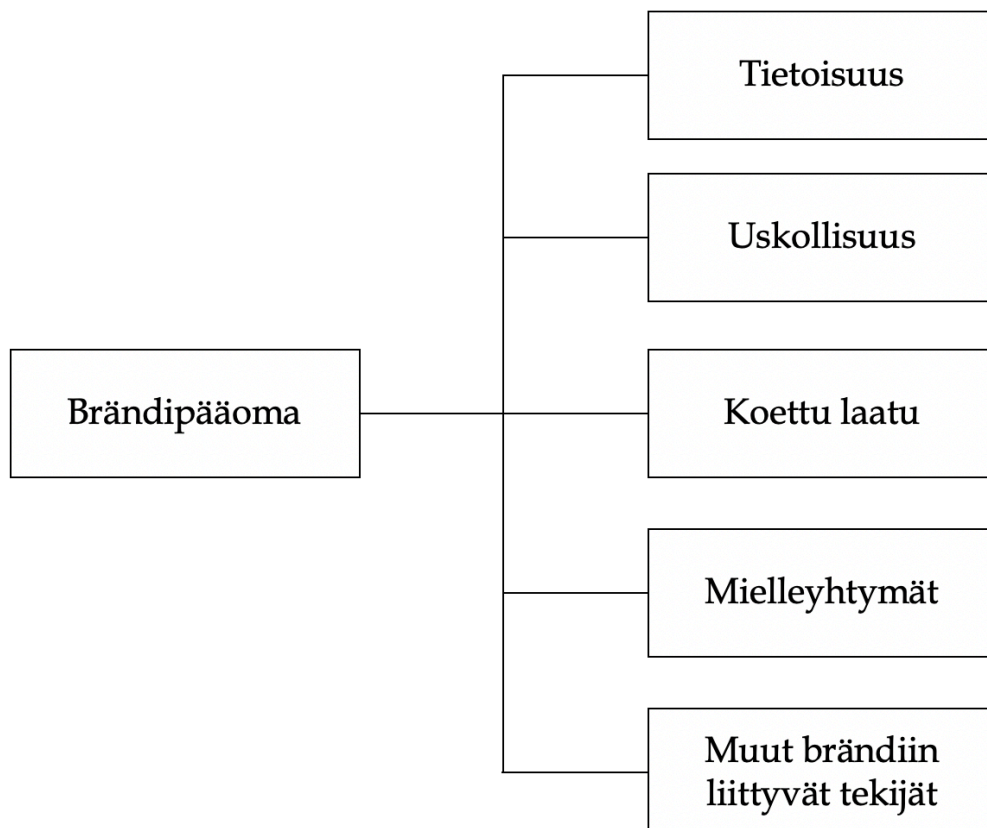 Tietoisuus
Uskollisuus
Brändipääoma
Koettu laatu
Mielleyhtymät
Muut brändiin
liittyvät tekijät